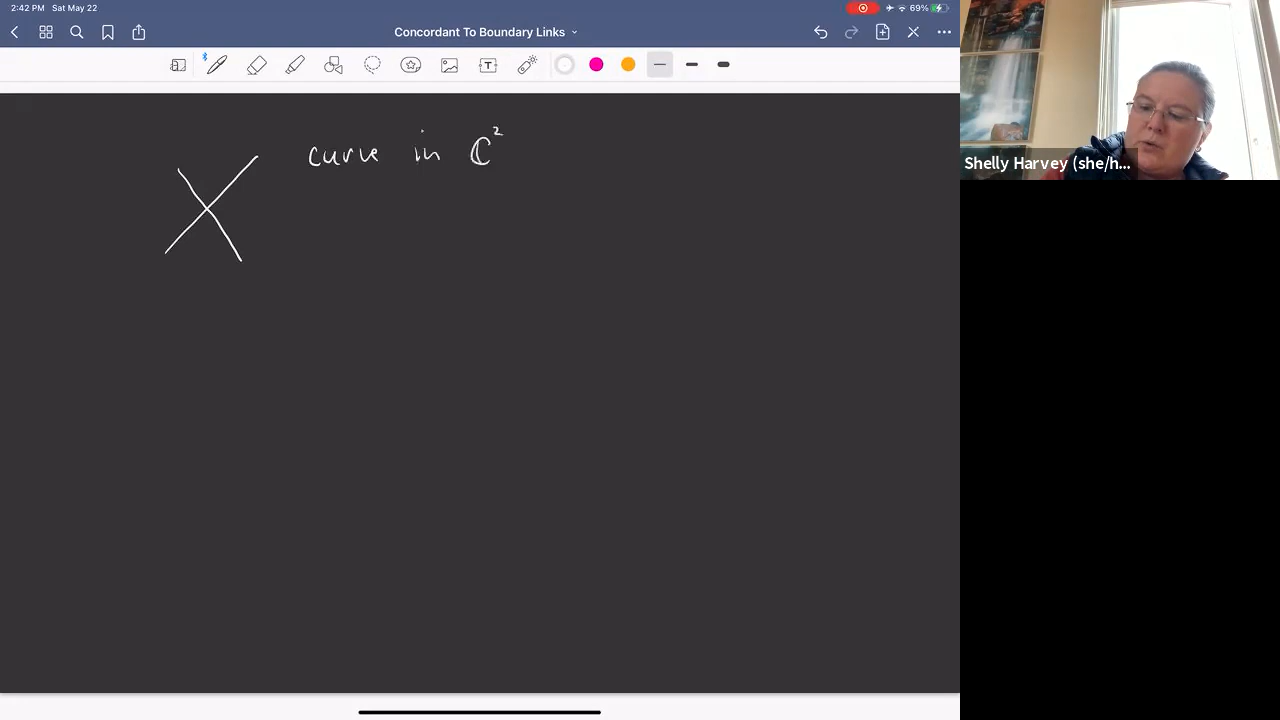 2:42 PM Sat May 22
69%
Concordant To Boundary Links
T
curve in ℂ²
Shelly Harvey (she/h...